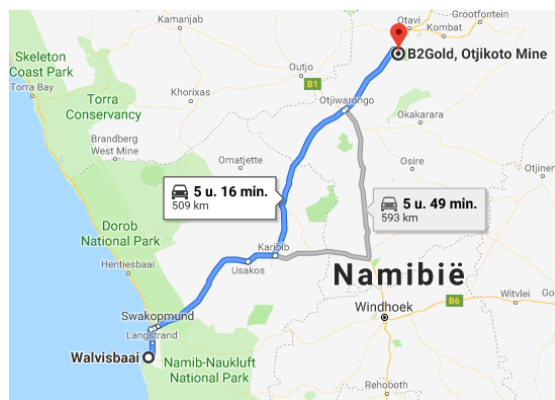 Kamanjab
Otavi
Grootfontein
Kombat
B2Gold, Otjikoto Mine
Skeleton
Coast Park
Torra Bay
Outjo
B1
Khorixas
Torra
Conservancy
Otjiwarongo
Okakarara
Brandberg
West Mine
Omatjette
Osire
Otjinen
5 u. 16 min.
509 km
5 u. 49 min.
593 km
Dorob
National Park
Hentiesbaai
Karibib
Usakos
Namibië
Witvlei
B6
Windhoek
Swakopmund
Langstrand
Walvisbaai
Namib-Naukluft
National Park
Rehoboth